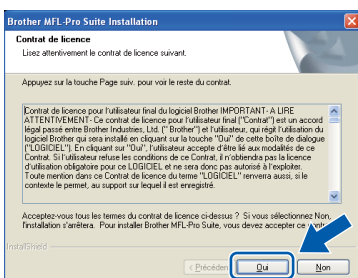 Brother MFL-Pro Suite Installation
Contrat de licence
Lisez attentivement le contrat de licence suivant.
Appuyez sur la touche Page suiv. pour voir le reste du contrat.
Contrat de licence pour l'utilisateur final du logiciel Brother IMPORTANT- A LIRE
ATTENTIVEMENT- Ce contrat de licence pour l'utilisateur final ("Contrat") est un accord
légal passé entre Brother Industries, Ltd. (" Brother") et l'utilisateur, qui régit l'utilisation du
logiciel Brother qui sera installé en cliquant sur la touche "Oui" de cette boîte de dialogue
("LOGICIEL"). En cliquant sur "Oui", l'utilisateur accepte d'être lié aux modalités de ce
Contrat. Si l'utilisateur refuse les conditions de ce Contrat, il n'obtiendra pas la licence
d'utilisation obligatoire pour ce LOGICIEL et ne sera donc pas autorisé à l'exploiter.
Toute mention dans ce Contrat de licence du terme "LOGICIEL" renverra aussi, si le
contexte le permet, au support sur lequel il est enregistré.
Acceptez-vous tous les termes du contrat de licence ci-dessus ? Si vous sélectionnez Non,
l'installation s'arrêtera. Pour installer Brother MFL-Pro Suite, vous devez accepter ce
InstallShield
< Précédent
Oui
Non